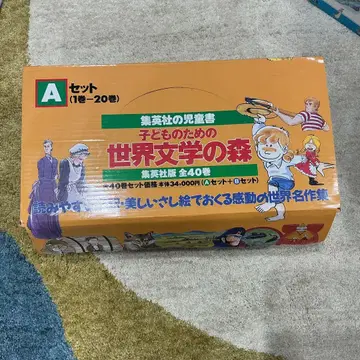 A セット
(1巻-20巻)
集英社の児童書
子どものための
世界文学の森
集英社版 全40巻
全40巻セット価格 本体34,000円(Aセット+Bセット)
読みやす
美しいさし絵でおくる感動の世界名作集